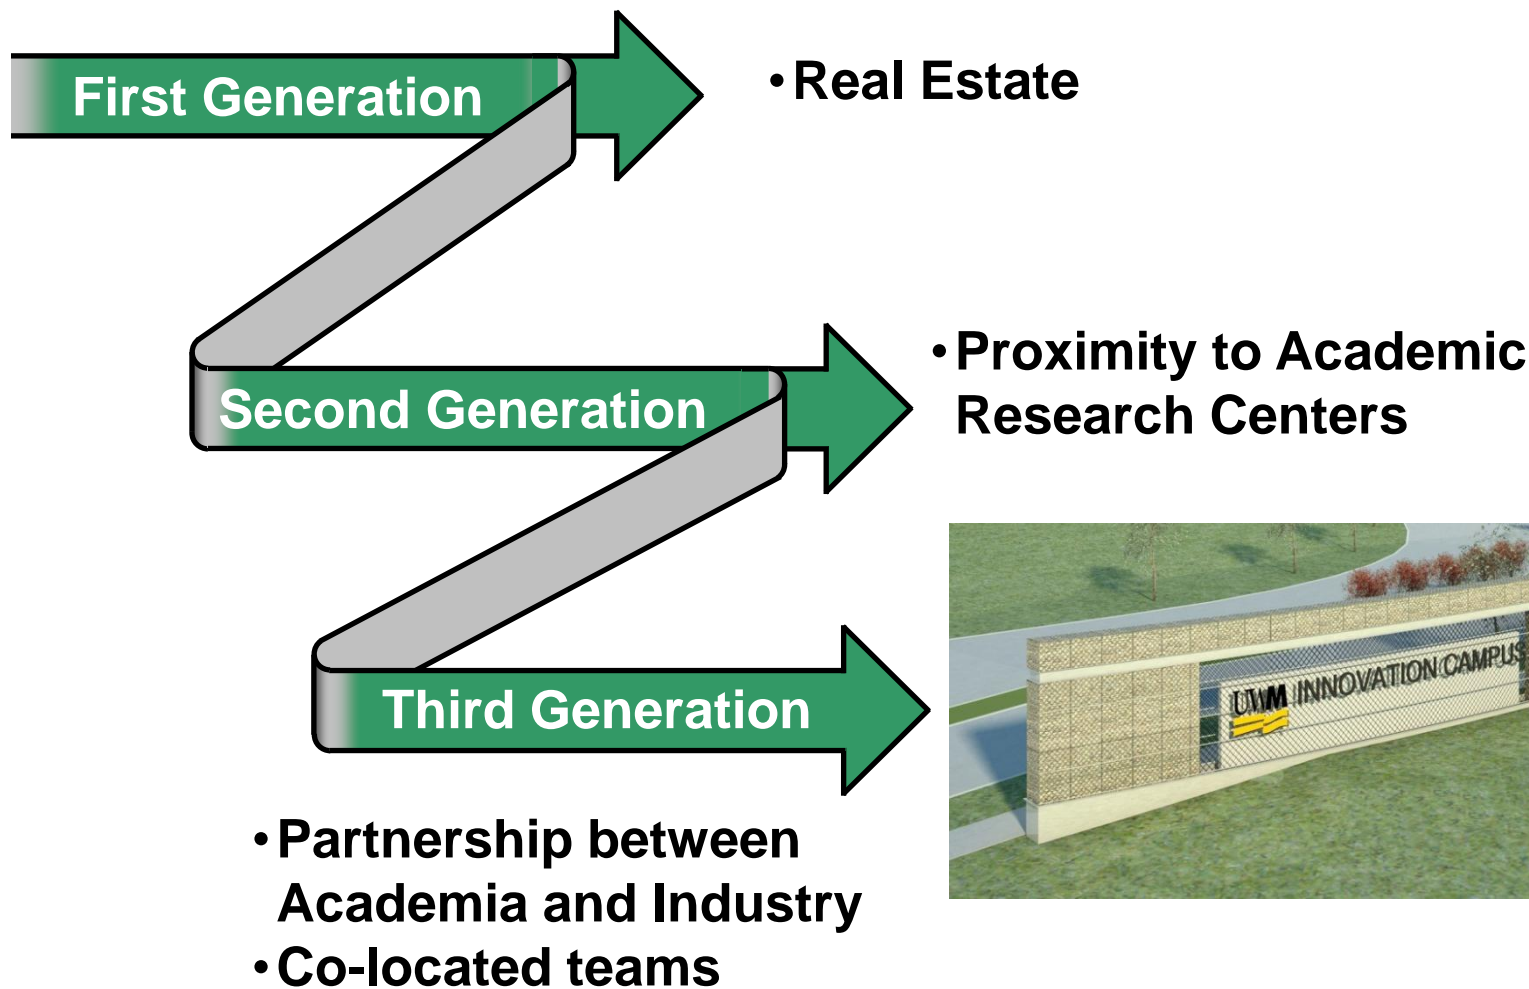 First Generation
• Real Estate
Second Generation
• Proximity to Academic
Research Centers
Third Generation
UWM INNOVATION CAMPUS
• Partnership between
Academia and Industry
• Co-located teams